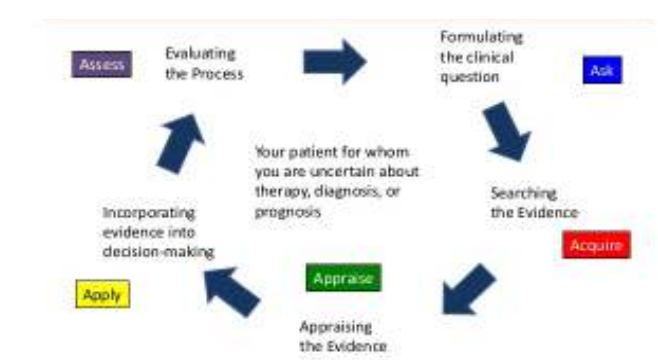 Assess
Evaluating
the Process
Formulating
the clinical
question
Ask
Your patient for whom
you are uncertain about
therapy, diagnosis, or
prognosis
Searching
the Evidence
Acquire
Incorporating
evidence into
decision-making
Apply
Appraise
Appraising
the Evidence